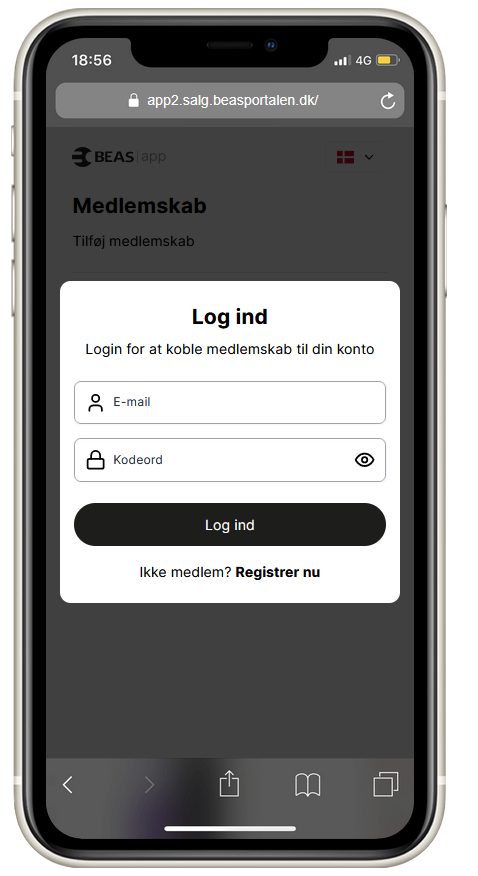 18:56
4G
app2.salg.beasportalen.dk/
BEAS|app
Medlemskab
Tilføj medlemskab
Log ind
Login for at koble medlemskab til din konto
E-mail
Kodeord
Log ind
Ikke medlem? Registrer nu